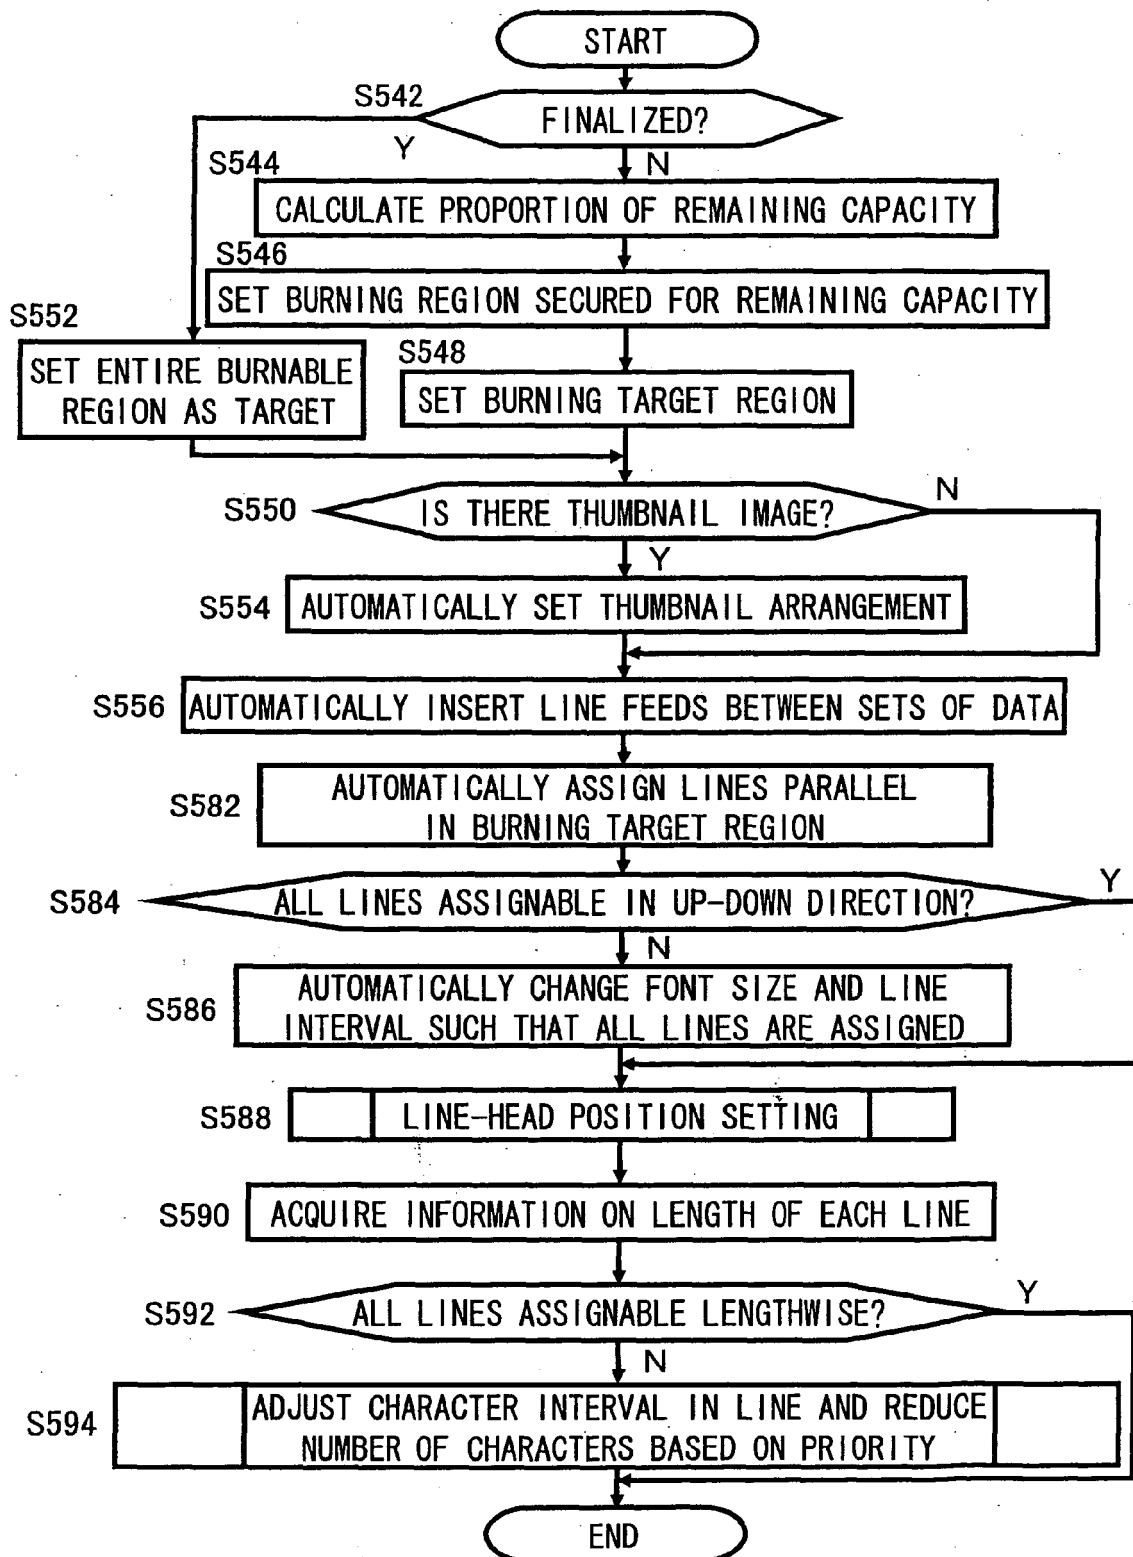 START
S542
FINALIZED?
Y
N
S544
CALCULATE PROPORTION OF REMAINING CAPACITY
S546
SET BURNING REGION SECURED FOR REMAINING CAPACITY
S552
SET ENTIRE BURNABLE
REGION AS TARGET
S548
SET BURNING TARGET REGION
S550
IS THERE THUMBNAIL IMAGE?
N
Y
S554
AUTOMATICALLY SET THUMBNAIL ARRANGEMENT
S556
AUTOMATICALLY INSERT LINE FEEDS BETWEEN SETS OF DATA
S582
AUTOMATICALLY ASSIGN LINES PARALLEL
IN BURNING TARGET REGION
S584
ALL LINES ASSIGNABLE IN UP-DOWN DIRECTION?
Y
N
S586
AUTOMATICALLY CHANGE FONT SIZE AND LINE
INTERVAL SUCH THAT ALL LINES ARE ASSIGNED
S588
LINE-HEAD POSITION SETTING
S590
ACQUIRE INFORMATION ON LENGTH OF EACH LINE
S592
ALL LINES ASSIGNABLE LENGTHWISE?
Y
N
S594
ADJUST CHARACTER INTERVAL IN LINE AND REDUCE
NUMBER OF CHARACTERS BASED ON PRIORITY
END